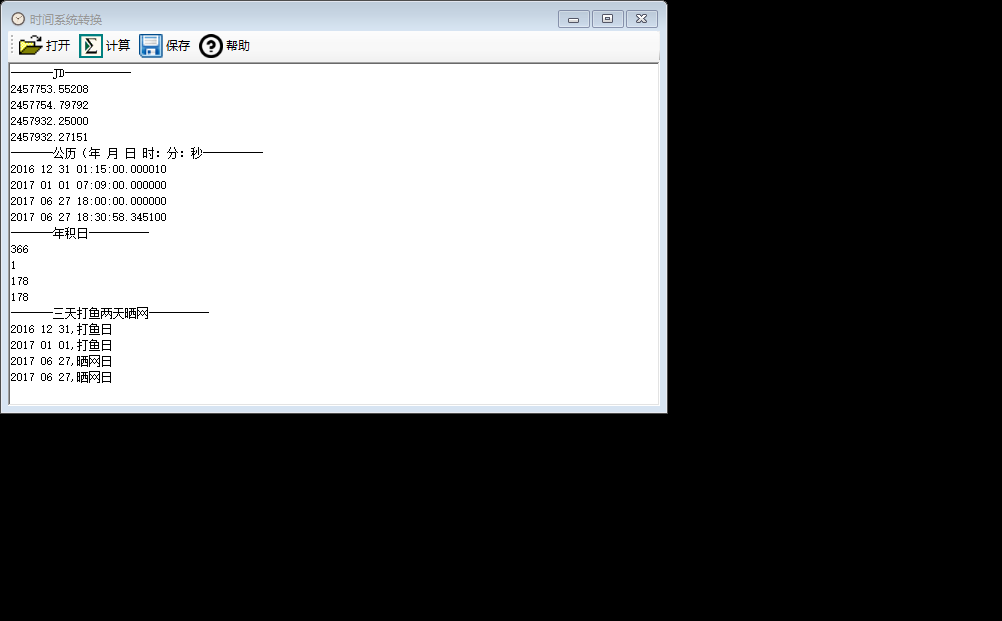 时间系统转换
打开 计算 保存 帮助
-------JD-----------
2457753.55208
2457754.79792
2457932.25000
2457932.27151
-------公历（年 月 日 时：分：秒----------
2016 12 31 01:15:00.000010
2017 01 01 07:09:00.000000
2017 06 27 18:00:00.000000
2017 06 27 18:30:58.345100
-------年积日----------
366
1
178
178
-------三天打鱼两天晒网----------
2016 12 31,打鱼日
2017 01 01,打鱼日
2017 06 27,晒网日
2017 06 27,晒网日